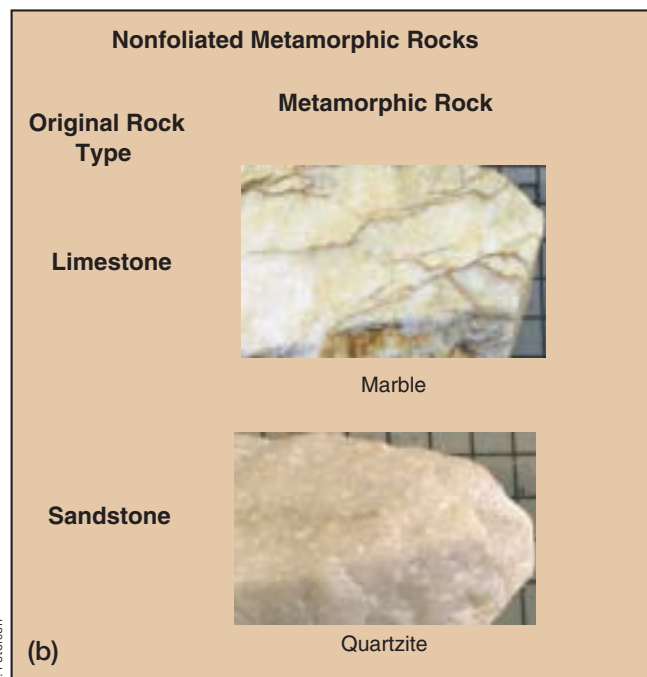 Nonfoliated Metamorphic Rocks
Metamorphic Rock
Original Rock
Type
Limestone
Marble
Sandstone
Quartzite
(b)